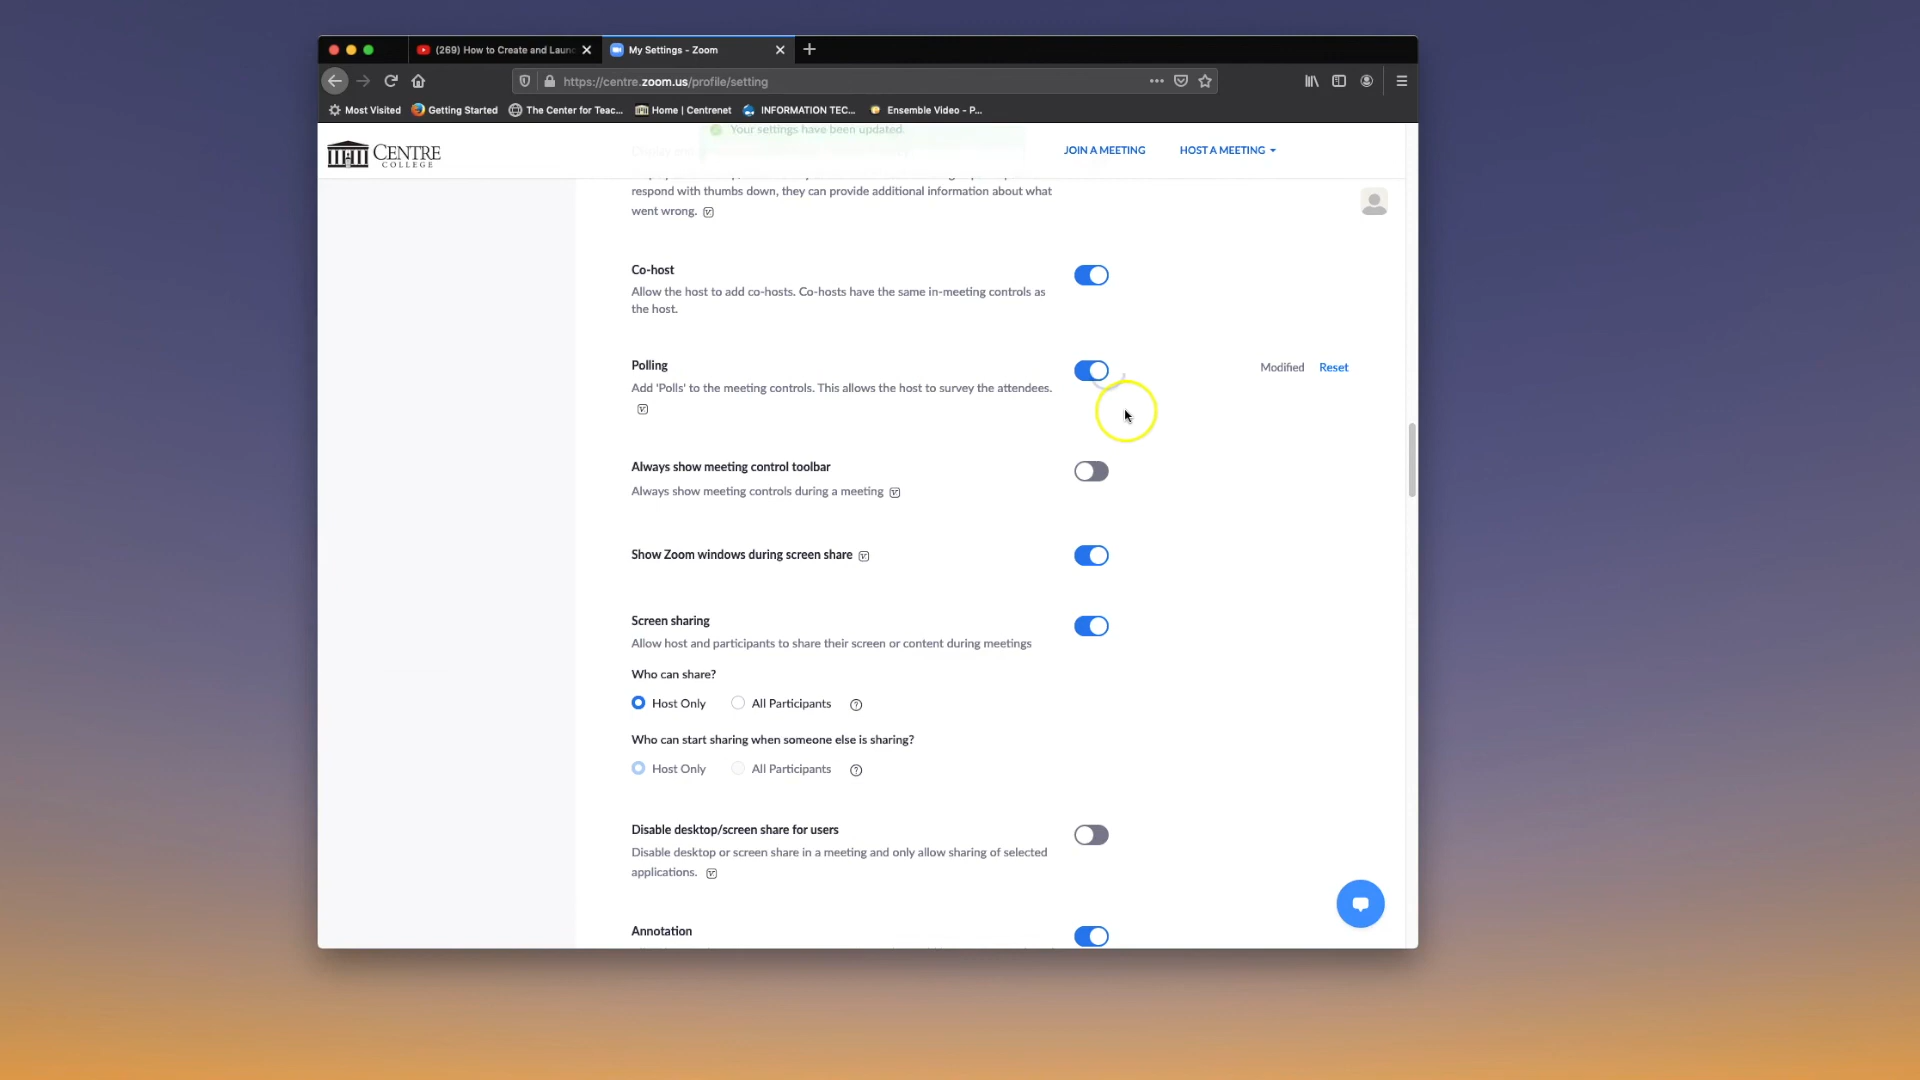 (269) How to Create and Laun
My Settings - Zoom
https://centre.zoom.us/profile/setting
Most Visited
Getting Started
The Center for Teac...
Home | Centrenet
INFORMATION TEC...
Ensemble Video - P...
Your settings have been updated.
CENTRE
COLLEGE
JOIN A MEETING
HOST A MEETING
respond with thumbs down, they can provide additional information about what
went wrong.
Co-host
Allow the host to add co-hosts. Co-hosts have the same in-meeting controls as
the host.
Polling
Modified Reset
Add 'Polls' to the meeting controls. This allows the host to survey the attendees.
Always show meeting control toolbar
Always show meeting controls during a meeting
Show Zoom windows during screen share
Screen sharing
Allow host and participants to share their screen or content during meetings
Who can share?
Host Only All Participants
Who can start sharing when someone else is sharing?
Host Only All Participants
Disable desktop/screen share for users
Disable desktop or screen share in a meeting and only allow sharing of selected
applications.
Annotation